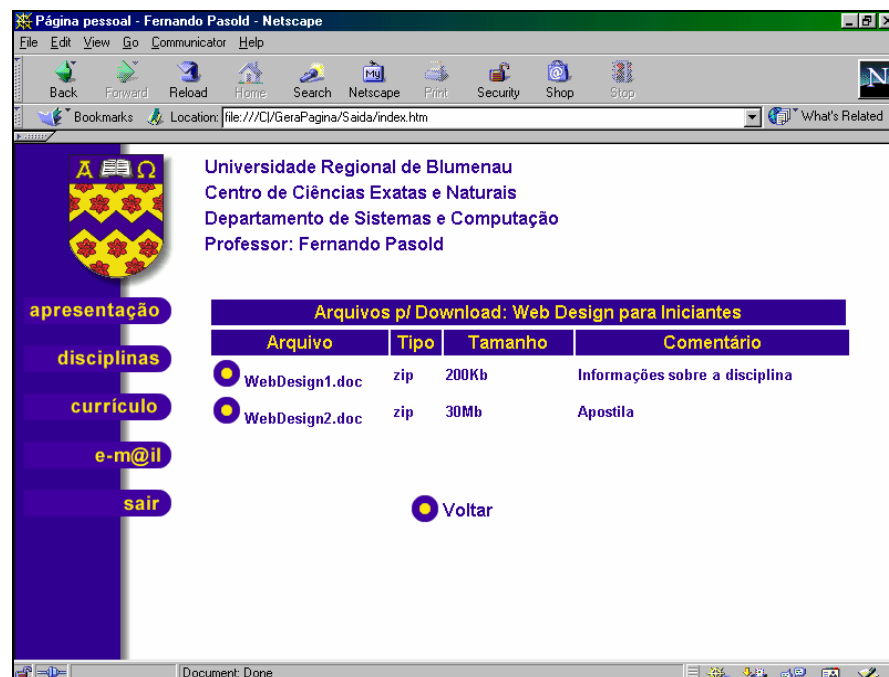 Página pessoal - Fernando Pasold - Netscape
File Edit View Go Communicator Help
My
Back Forward Reload Home Search Netscape Print Security Shop Stop
N
Bookmarks Location: file:///C|/GeraPagina/Saida/index.htm What's Related
Α Ω
Universidade Regional de Blumenau
Centro de Ciências Exatas e Naturais
Departamento de Sistemas e Computação
Professor: Fernando Pasold
apresentação
disciplinas
currículo
e-m@il
sair
Arquivos p/ Download: Web Design para Iniciantes
Arquivo Tipo Tamanho Comentário
WebDesign1.doc zip 200Kb Informações sobre a disciplina
WebDesign2.doc zip 30Mb Apostila
Voltar
Document: Done